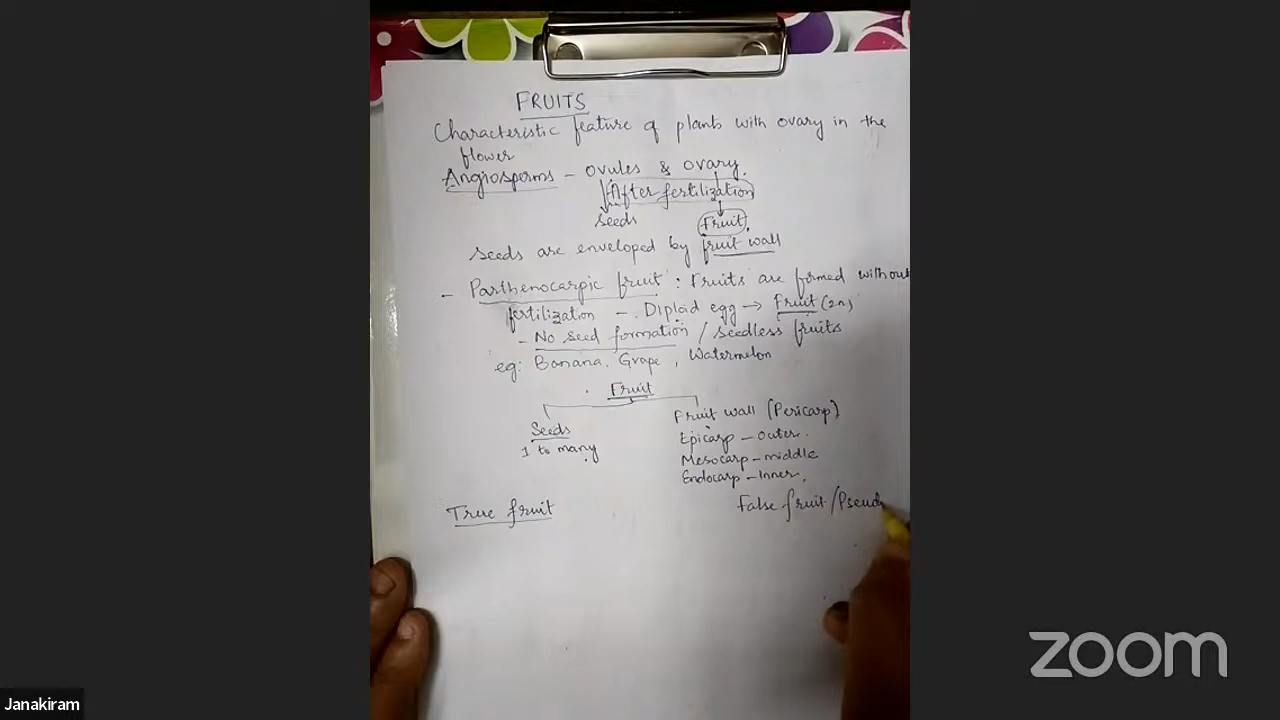 FRUITS
Characteristic feature of plants with ovary in the
flower
Angiosperms - ovules & ovary.
After fertilization
seeds Fruit.
seeds are enveloped by fruit wall
- Parthenocarpic fruit : Fruits are formed without
fertilization - . Diploid egg → Fruit (2n)
- No seed formation / seedless fruits
eg: Banana. Grape , Watermelon
Fruit
Seeds
1 to many
Fruit wall (Pericarp)
Epicarp - Outer.
Mesocarp - middle
Endocarp - Inner.
True fruit
False fruit / Pseud
zoom
Janakiram